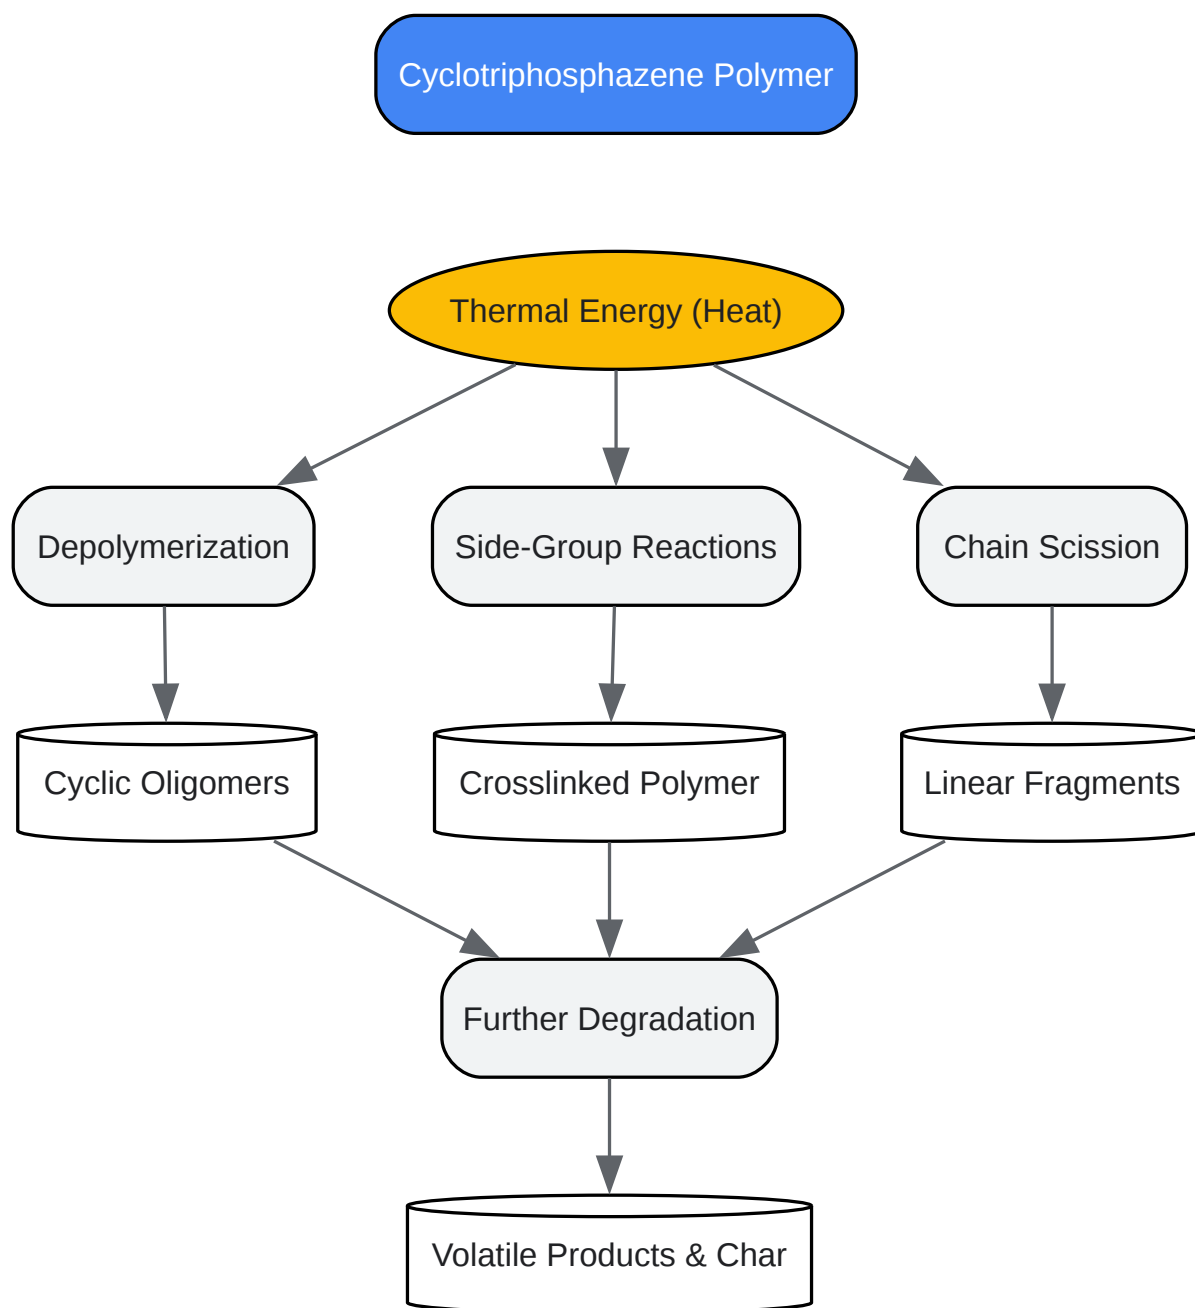 Cyclotriphosphazene Polymer
Thermal Energy (Heat)
Depolymerization
Side-Group Reactions
Chain Scission
Cyclic Oligomers
Crosslinked Polymer
Linear Fragments
Further Degradation
Volatile Products & Char